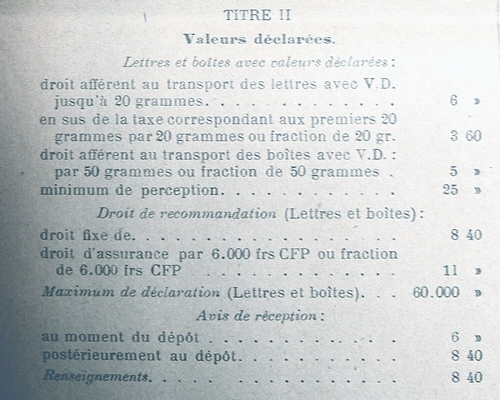 TITRE II
Valeurs déclarées.
Lettres et boîtes avec valeurs déclarées :
droit afférent au transport des lettres avec V.D.
jusqu'à 20 grammes. . . . . . . . . . . . 6 »
en sus de la taxe correspondant aux premiers 20
grammes par 20 grammes ou fraction de 20 gr. 3 60
droit afférent au transport des boîtes avec V.D. :
par 50 grammes ou fraction de 50 grammes . 5 »
minimum de perception. . . . . . . . . . . 25 »
Droit de recommandation (Lettres et boîtes) :
droit fixe de. . . . . . . . . . . . . . . . 8 40
droit d'assurance par 6.000 frs CFP ou fraction
de 6.000 frs CFP . . . . . . . . . . . . 11 »
Maximum de déclaration (Lettres et boîtes). . . 60.000 »
Avis de réception :
au moment du dépôt . . . . . . . . . . . . 6 »
postérieurement au dépôt. . . . . . . . . . 8 40
Renseignements. . . . . . . . . . . . . . . 8 40